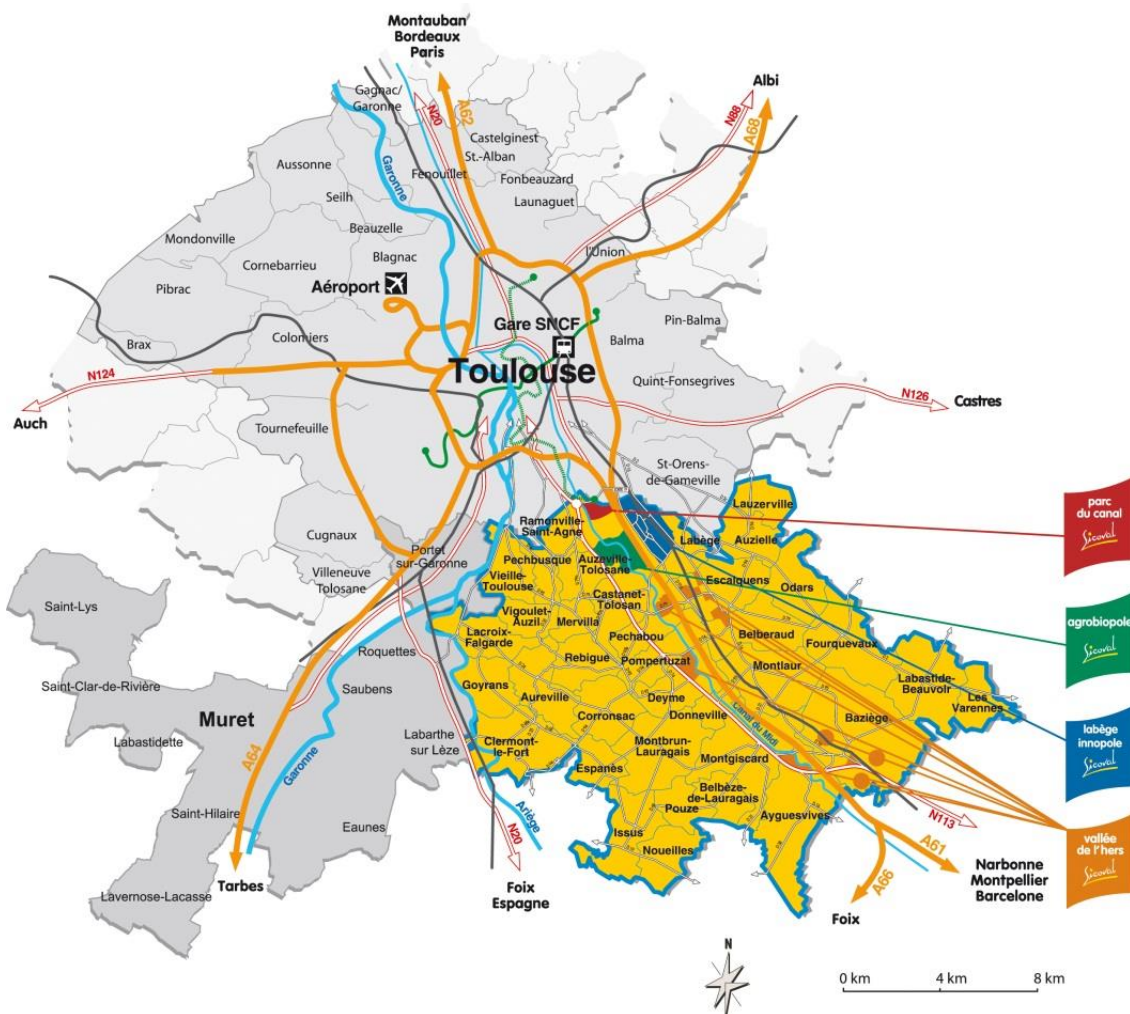 Montauban
Bordeaux
Paris
Albi
Gagnac/
Garonne
N20
A62
N88
A68
Castelginest
St.-Alban
Aussonne
Garonne
Fenouillet
Fonbeauzard
Seilh
Launaguet
Beauzelle
Mondonville
Blagnac
l'Union
Cornebarrieu
Aéroport
Pibrac
Gare SNCF
Pin-Balma
Brax
Colomiers
Balma
Toulouse
N124
Quint-Fonsegrives
N126
Castres
Auch
Tournefeuille
St-Orens-
de-Gameville
Lauzerville
parc
du canal
Sicoval
Ramonville-
Saint-Agne
Cugnaux
Labège
Auzielle
Portet
sur-Garonne
Pechbusque
Auzeville-
Tolosane
Villeneuve
Tolosane
Vieille-
Toulouse
Escalquens
Odars
Saint-Lys
Castanet-
Tolosan
Vigoulet-
Auzil
Mervilla
agrobiopole
Sicoval
Lacroix-
Falgarde
Pechabou
Belberaud
Fourquevaux
Roquettes
Rebigue
Pompertuzat
Montlaur
Saint-Clar-de-Rivière
Saubens
Goyrans
Labastide-
Beauvoir
Aureville
Deyme
Les
Varennes
Muret
Corronsac
Donneville
Canal du Midi
Baziège
Labastidette
Labarthe
sur Lèze
Clermont-
le-Fort
Montbrun-
Lauragais
labège
innopole
Sicoval
A64
Garonne
Espanès
Montgiscard
Belbèze-
de-Lauragais
Saint-Hilaire
Ariège
Pouze
Ayguesvives
N113
Eaunes
N20
Issus
Noueilles
A61
vallée
de l'hers
Sicoval
Tarbes
Foix
Espagne
A66
Narbonne
Montpellier
Barcelone
Lavernose-Lacasse
Foix
N
0 km
4 km
8 km